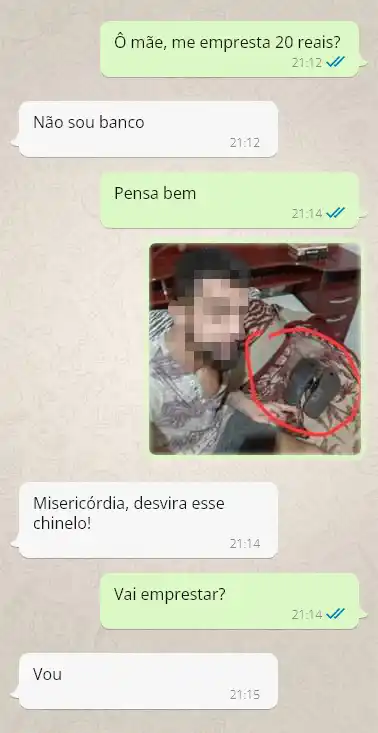 Ô mãe, me empresta 20 reais?
21:12
Não sou banco
21:12
Pensa bem
21:14
Misericórdia, desvira esse
chinelo!
21:14
Vai emprestar?
21:14
Vou
21:15